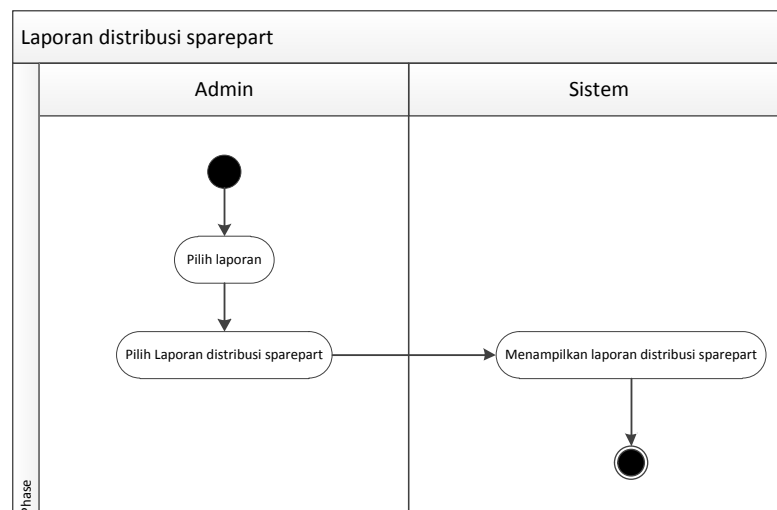 Laporan distribusi sparepart
Admin
Sistem
Pilih laporan
Pilih Laporan distribusi sparepart
Menampilkan laporan distribusi sparepart
Phase